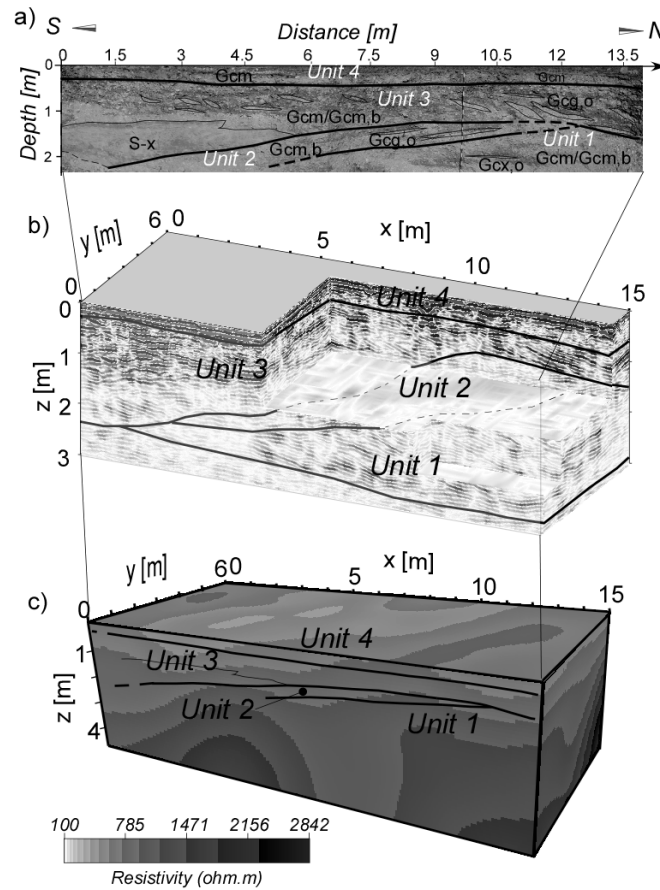 a) S Distance [m] N
0 1.5 3 4.5 6 7.5 9 10.5 12 13.5
Depth [m]
0
1
2
Gcm Unit 4 Gcm
Unit 3 Gcg,o
Gcm/Gcm,b
Unit 1
S-x Unit 2 Gcm,b Gcg,o Gcx,o Gcm/Gcm,b
b)
y [m] 6 0 x [m]
0 5 10 15
0
1
2
3
z [m]
Unit 4
Unit 3
Unit 2
Unit 1
c)
y [m] 6 0 x [m]
0 5 10 15
1
4
z [m]
Unit 4
Unit 3
Unit 2 Unit 1
100 785 1471 2156 2842
Resistivity (ohm.m)